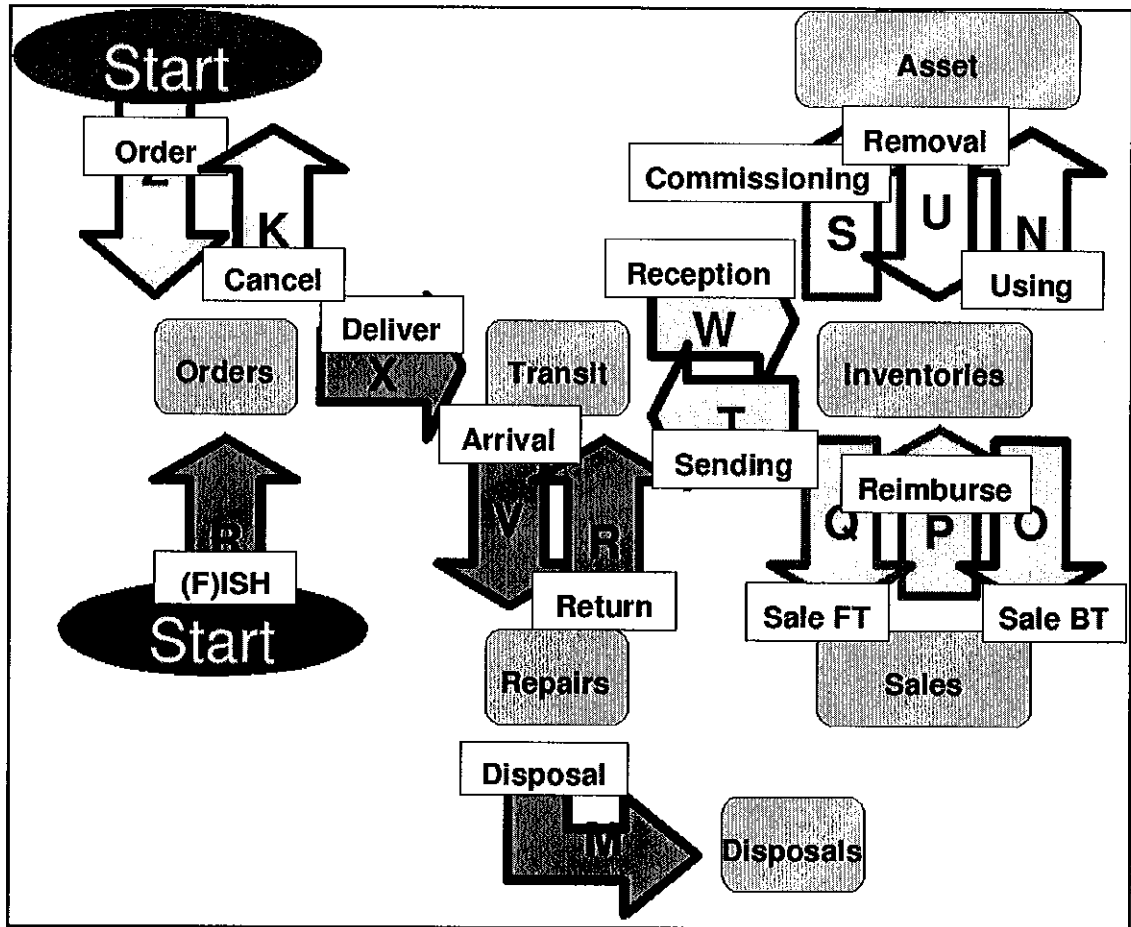 Start
Asset
Order
Removal
Commissioning
K
S
U
N
Cancel
Reception
Using
Deliver
W
Orders
X
Transit
Inventories
T
Arrival
Sending
Reimburse
V
R
Q
P
O
(F)ISH
Return
Sale FT
Sale BT
Start
Repairs
Sales
Disposal
M
Disposals